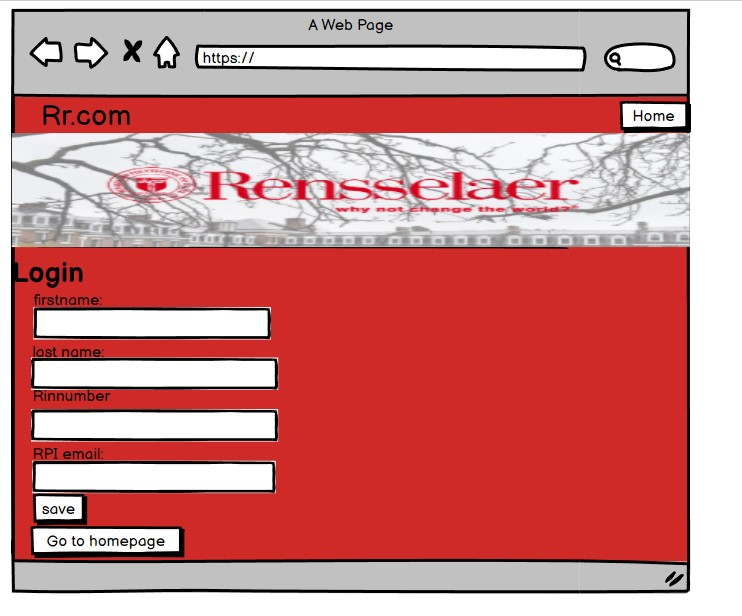 A Web Page
https://
Rr.com
Home
Rensselaer
why not change the world?®
Login
firstname:
last name:
Rinnumber
RPI email:
save
Go to homepage